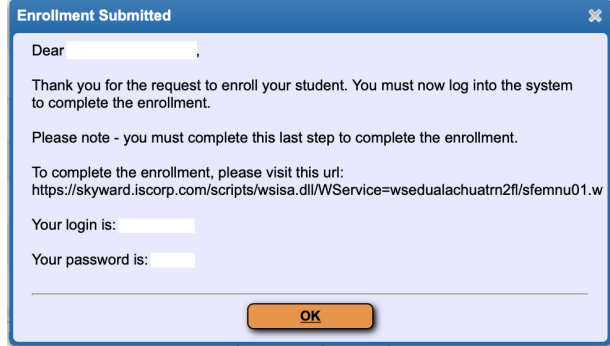 Enrollment Submitted
Dear ,
Thank you for the request to enroll your student. You must now log into the system
to complete the enrollment.
Please note - you must complete this last step to complete the enrollment.
To complete the enrollment, please visit this url:
https://skyward.iscorp.com/scripts/wsisa.dll/WService=wsedualachuatrn2fl/sfemnu01.w
Your login is:
Your password is:
OK